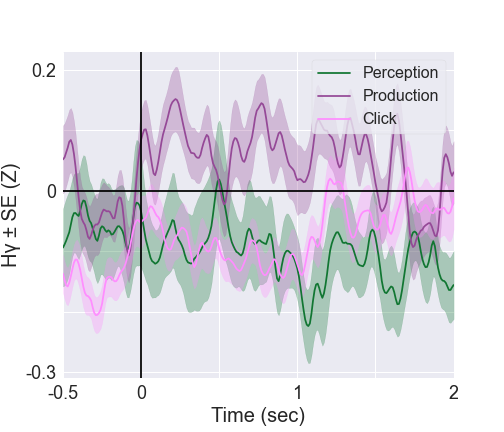 Perception
Production
Click
0.2
0
-0.3
Hγ ± SE (Z)
-0.5
0
1
2
Time (sec)